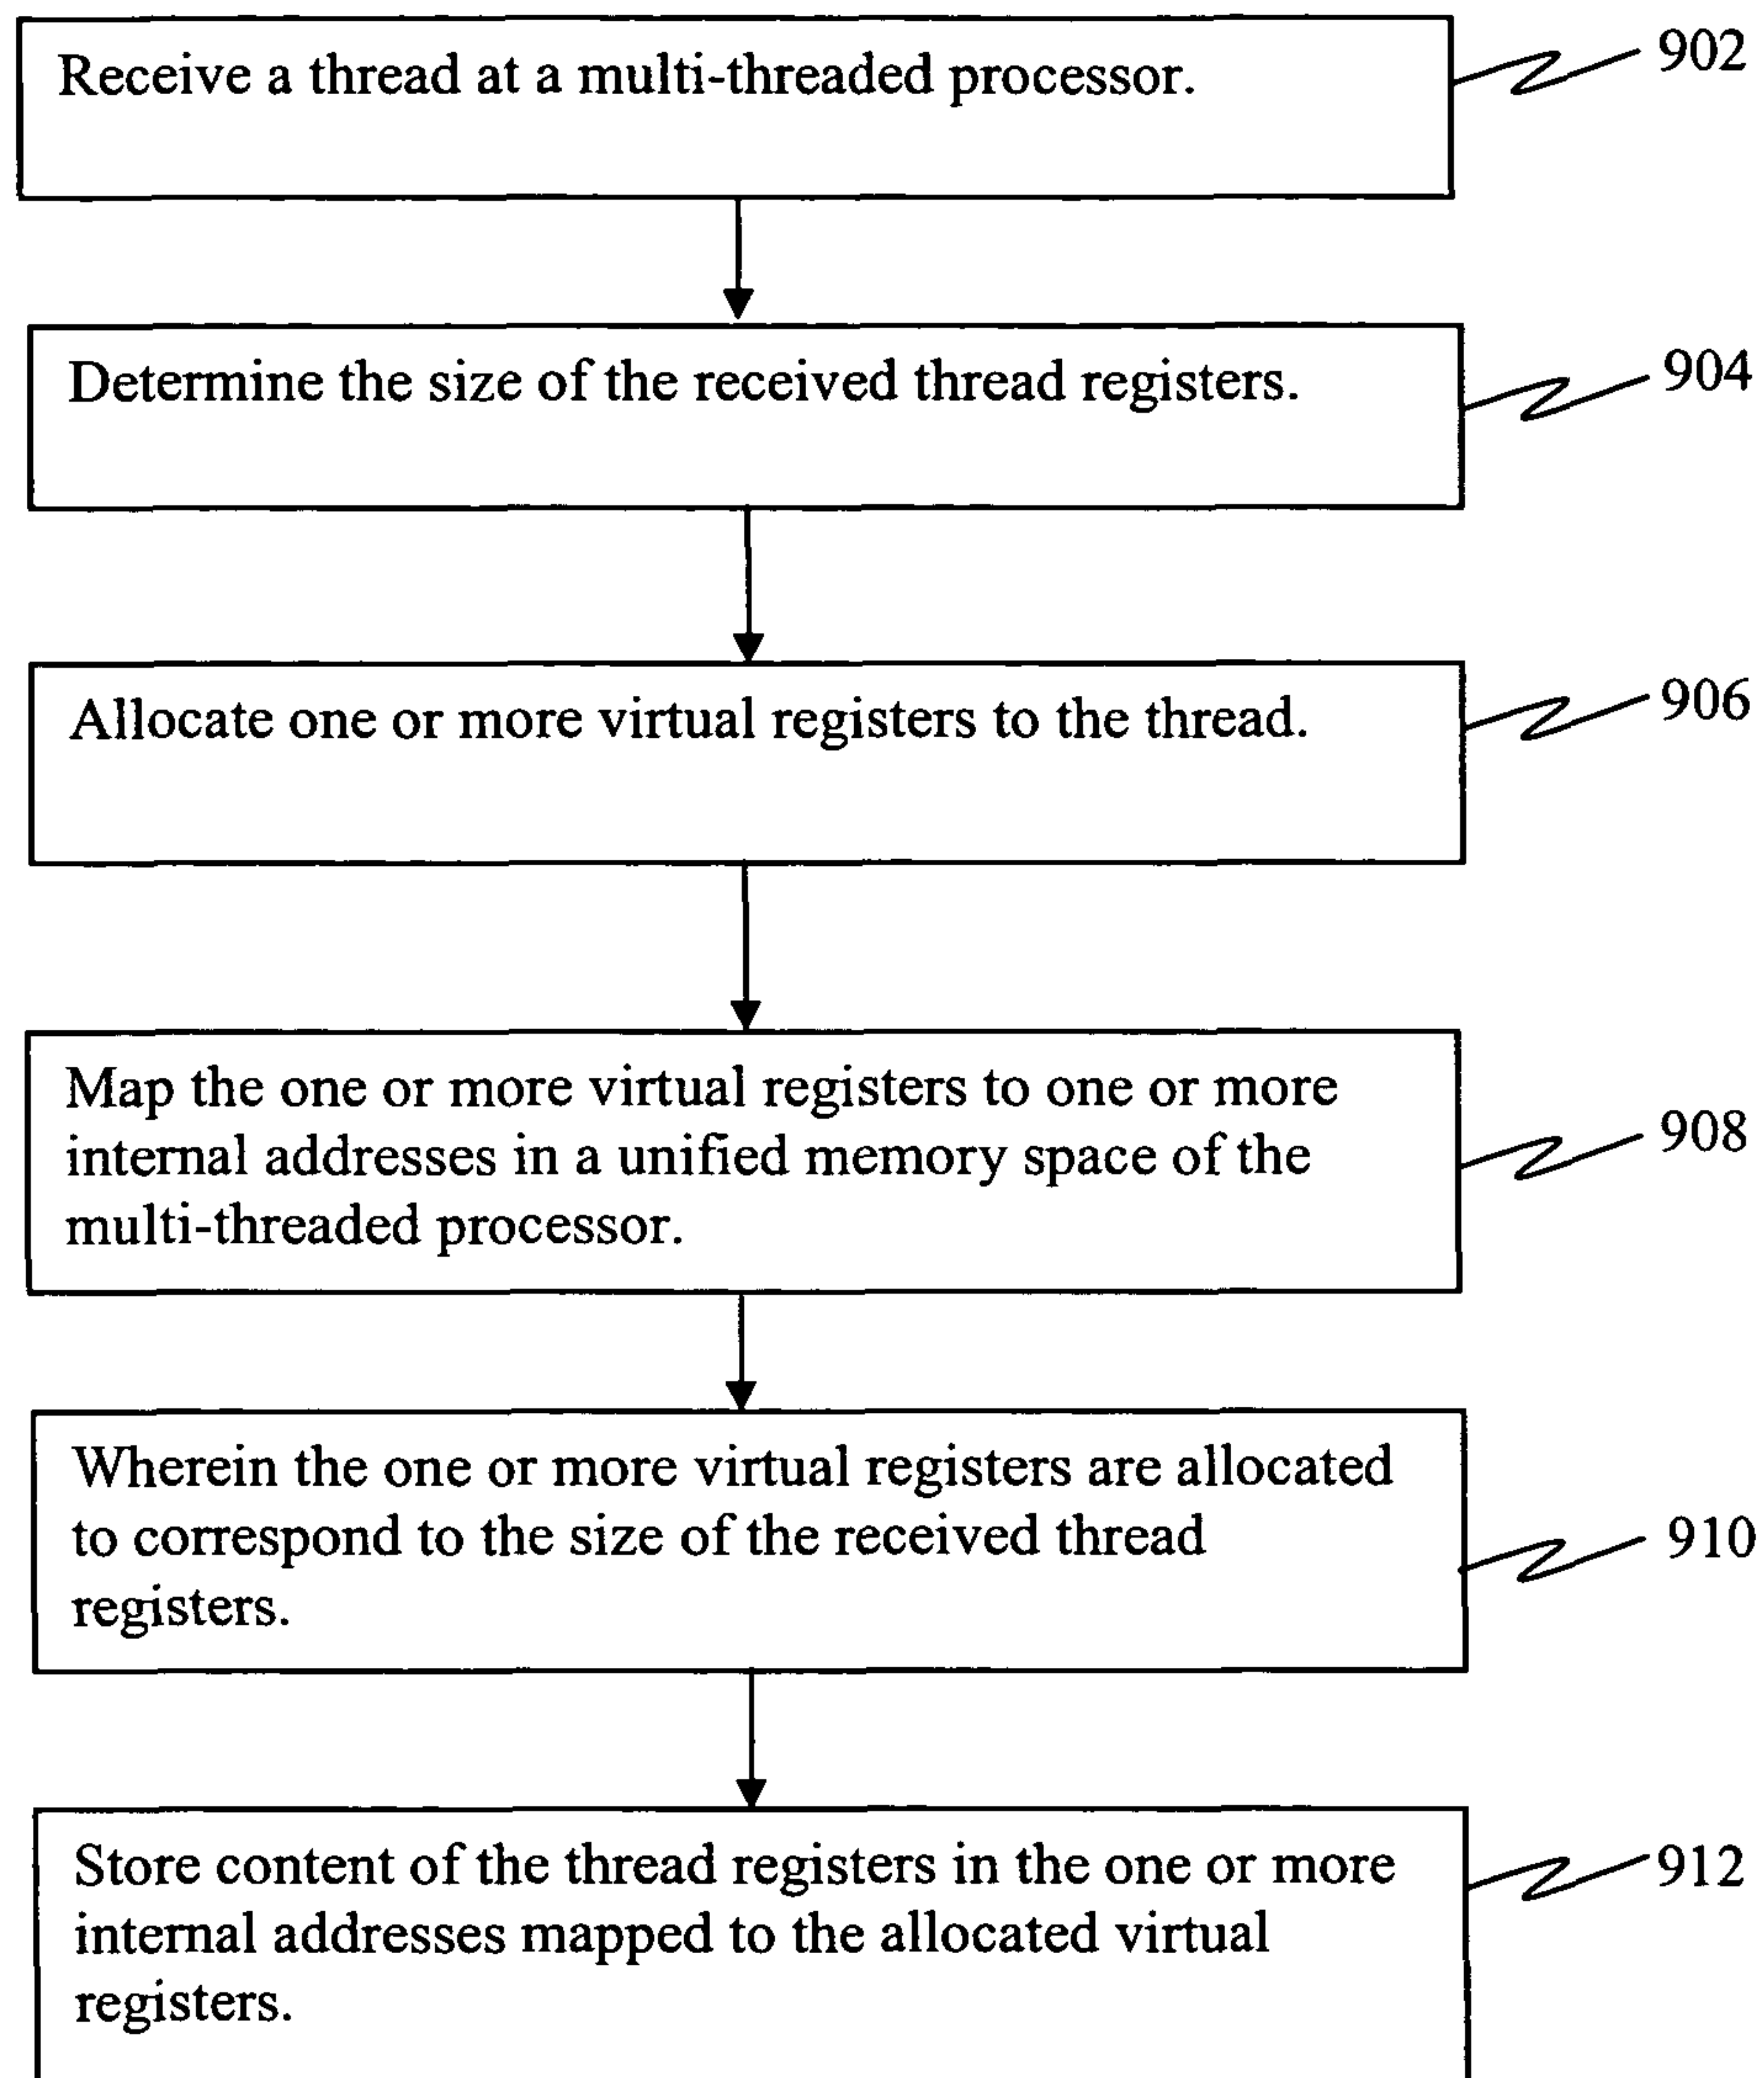 Receive a thread at a multi-threaded processor.
902
Determine the size of the received thread registers.
904
Allocate one or more virtual registers to the thread.
906
Map the one or more virtual registers to one or more
internal addresses in a unified memory space of the
multi-threaded processor.
908
Wherein the one or more virtual registers are allocated
to correspond to the size of the received thread
registers.
910
Store content of the thread registers in the one or more
internal addresses mapped to the allocated virtual
registers.
912